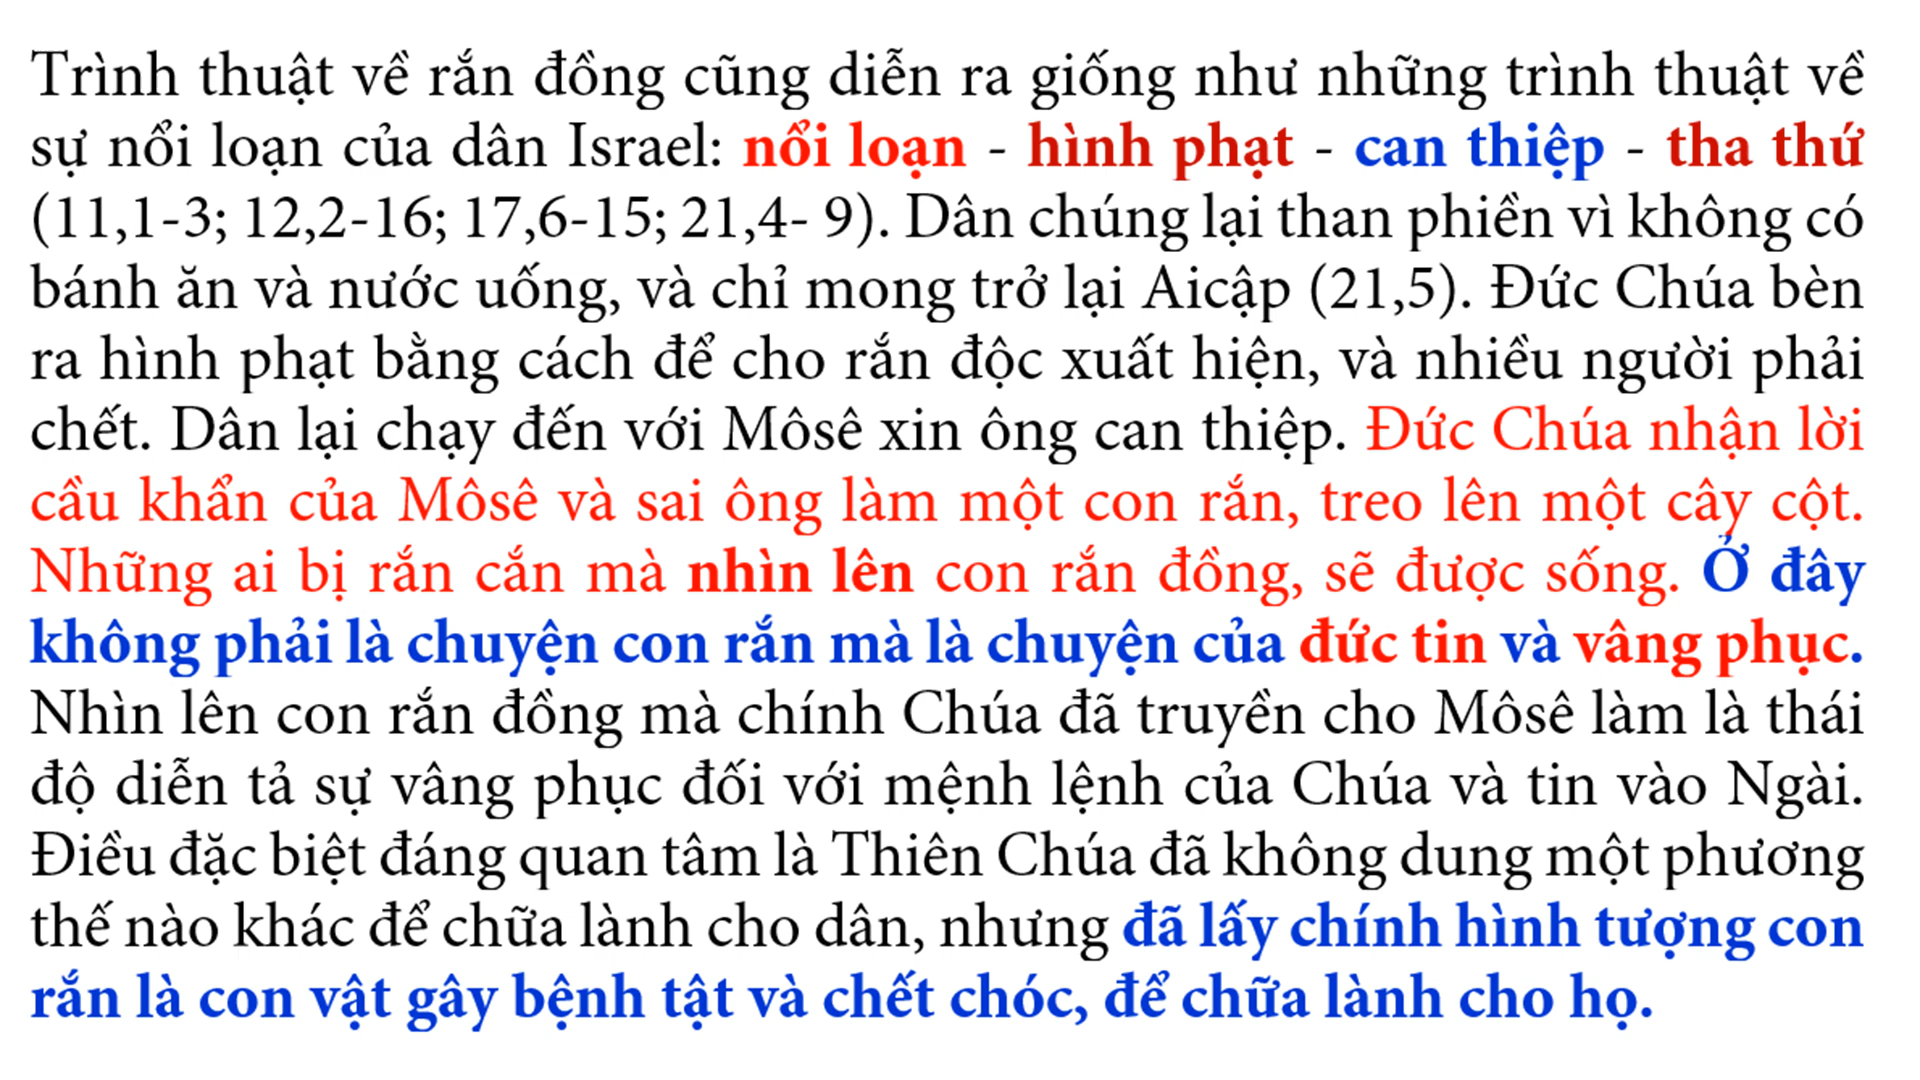 Trình thuật về rắn đồng cũng diễn ra giống như những trình thuật về
sự nổi loạn của dân Israel: nổi loạn - hình phạt - can thiệp - tha thứ
(11,1-3; 12,2-16; 17,6-15; 21,4- 9). Dân chúng lại than phiền vì không có
bánh ăn và nước uống, và chỉ mong trở lại Aicập (21,5). Đức Chúa bèn
ra hình phạt bằng cách để cho rắn độc xuất hiện, và nhiều người phải
chết. Dân lại chạy đến với Môsê xin ông can thiệp. Đức Chúa nhận lời
cầu khẩn của Môsê và sai ông làm một con rắn, treo lên một cây cột.
Những ai bị rắn cắn mà nhìn lên con rắn đồng, sẽ được sống. Ở đây
không phải là chuyện con rắn mà là chuyện của đức tin và vâng phục.
Nhìn lên con rắn đồng mà chính Chúa đã truyền cho Môsê làm là thái
độ diễn tả sự vâng phục đối với mệnh lệnh của Chúa và tin vào Ngài.
Điều đặc biệt đáng quan tâm là Thiên Chúa đã không dung một phương
thế nào khác để chữa lành cho dân, nhưng đã lấy chính hình tượng con
rắn là con vật gây bệnh tật và chết chóc, để chữa lành cho họ.